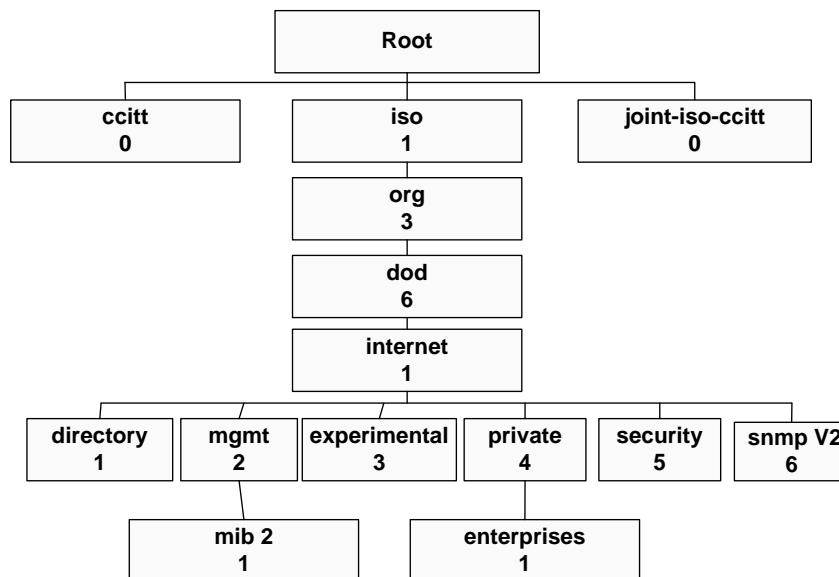 Root
ccitt
0
iso
1
joint-iso-ccitt
0
org
3
dod
6
internet
1
directory
1
mgmt
2
experimental
3
private
4
security
5
snmp V2
6
mib 2
1
enterprises
1